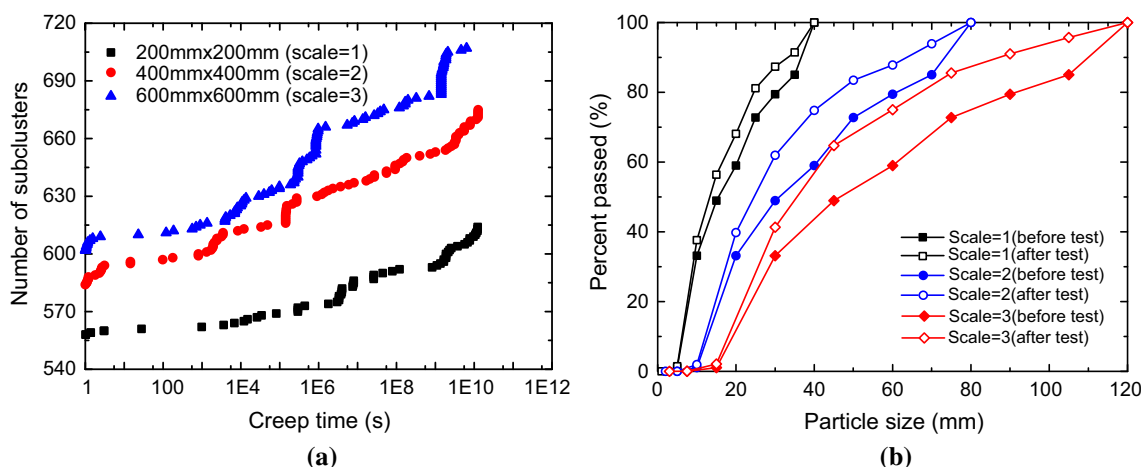 720
690
660
630
600
570
540
Number of subclusters
200mmx200mm (scale=1)
400mmx400mm (scale=2)
600mmx600mm (scale=3)
1 100 1E4 1E6 1E8 1E10 1E12
Creep time (s)
(a)
100
80
60
40
20
0
Percent passed (%)
Scale=1(before test)
Scale=1(after test)
Scale=2(before test)
Scale=2(after test)
Scale=3(before test)
Scale=3(after test)
0 20 40 60 80 100 120
Particle size (mm)
(b)